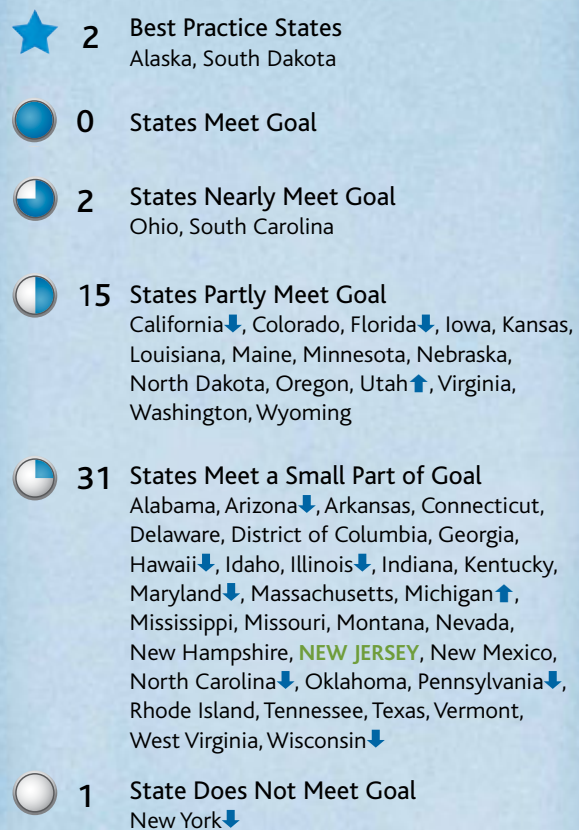 2 Best Practice States
Alaska, South Dakota
0 States Meet Goal
2 States Nearly Meet Goal
Ohio, South Carolina
15 States Partly Meet Goal
California⬇, Colorado, Florida⬇, Iowa, Kansas,
Louisiana, Maine, Minnesota, Nebraska,
North Dakota, Oregon, Utah⬆, Virginia,
Washington, Wyoming
31 States Meet a Small Part of Goal
Alabama, Arizona⬇, Arkansas, Connecticut,
Delaware, District of Columbia, Georgia,
Hawaii⬇, Idaho, Illinois⬇, Indiana, Kentucky,
Maryland⬇, Massachusetts, Michigan⬆,
Mississippi, Missouri, Montana, Nevada,
New Hampshire, NEW JERSEY, New Mexico,
North Carolina⬇, Oklahoma, Pennsylvania⬇,
Rhode Island, Tennessee, Texas, Vermont,
West Virginia, Wisconsin⬇
1 State Does Not Meet Goal
New York⬇